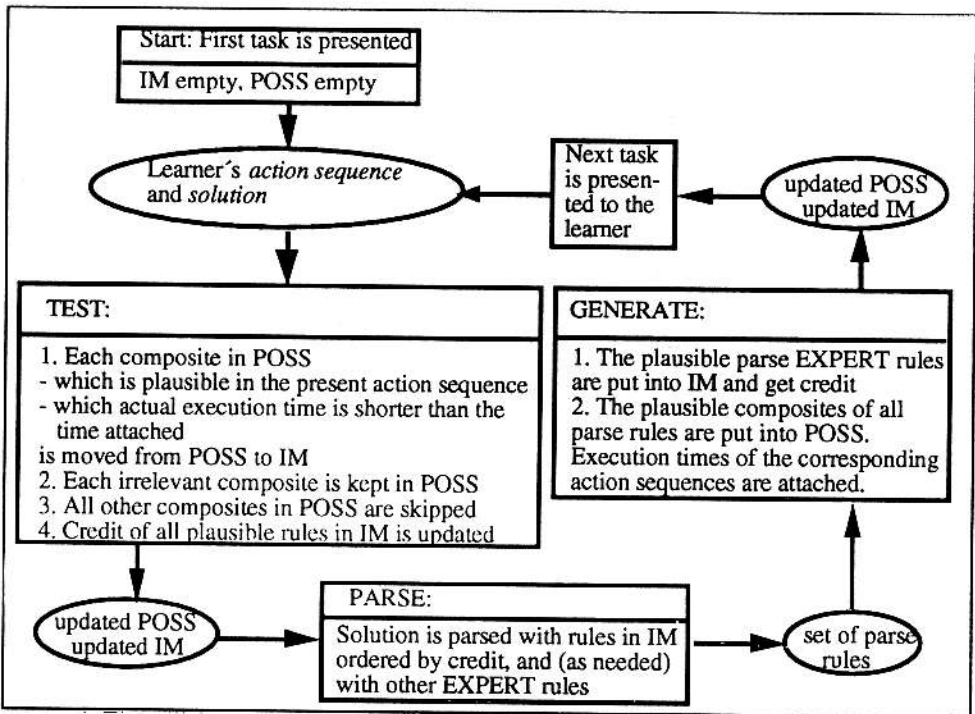 Start: First task is presented
IM empty, POSS empty
Learner´s action sequence
and solution
Next task
is presen-
ted to the
learner
updated POSS
updated IM
TEST:
1. Each composite in POSS
- which is plausible in the present action sequence
- which actual execution time is shorter than the
time attached
is moved from POSS to IM
2. Each irrelevant composite is kept in POSS
3. All other composites in POSS are skipped
4. Credit of all plausible rules in IM is updated
GENERATE:
1. The plausible parse EXPERT rules
are put into IM and get credit
2. The plausible composites of all
parse rules are put into POSS.
Execution times of the corresponding
action sequences are attached.
updated POSS
updated IM
PARSE:
Solution is parsed with rules in IM
ordered by credit, and (as needed)
with other EXPERT rules
set of parse
rules